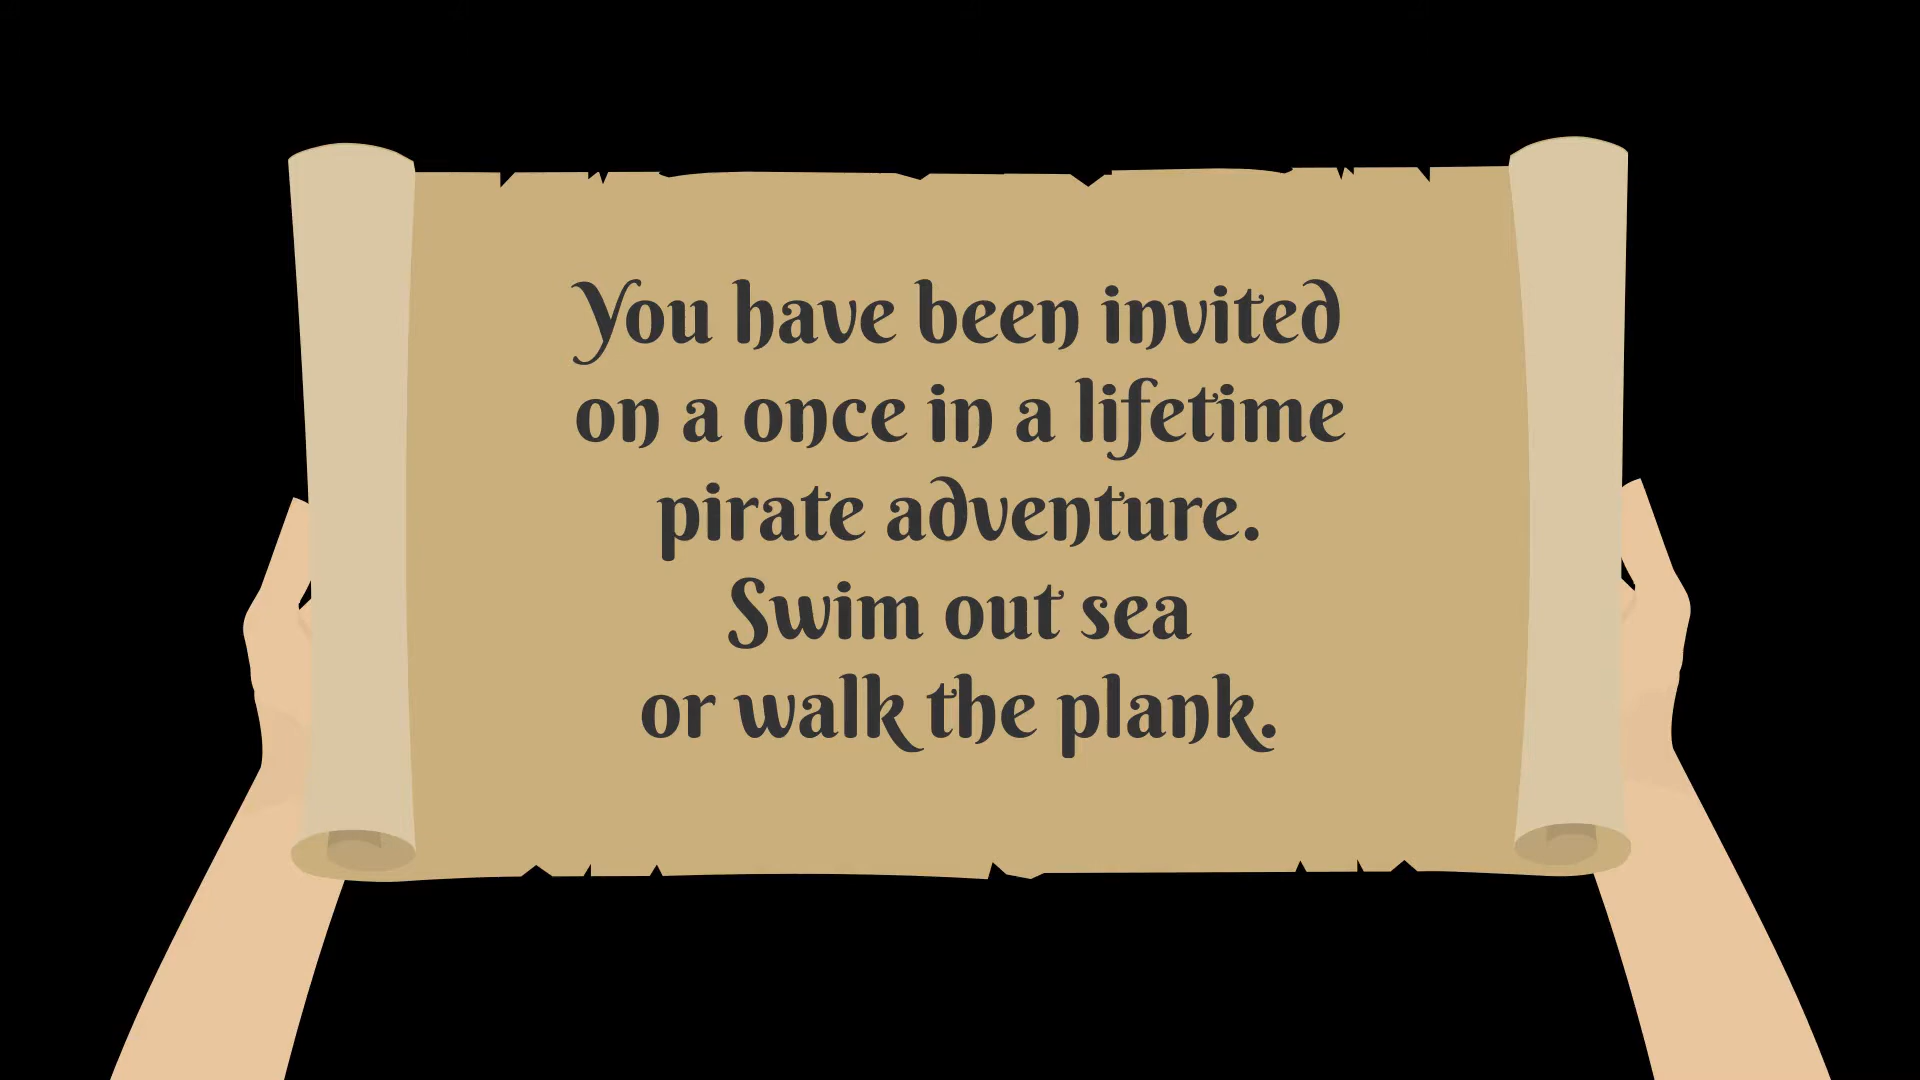 You have been invited
on a once in a lifetime
pirate adventure.
Swim out sea
or walk the plank.